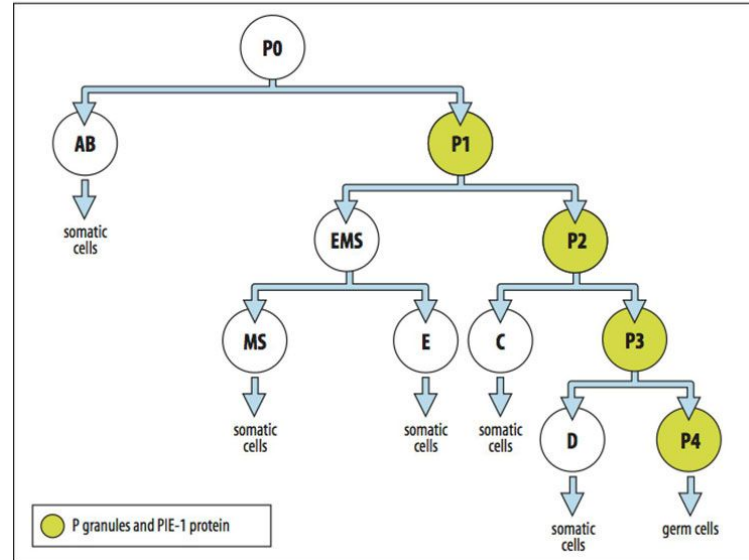 P0
AB
P1
somatic
cells
EMS
P2
MS
E
C
P3
somatic
cells
somatic
cells
somatic
cells
D
P4
P granules and PIE-1 protein
somatic
cells
germ cells